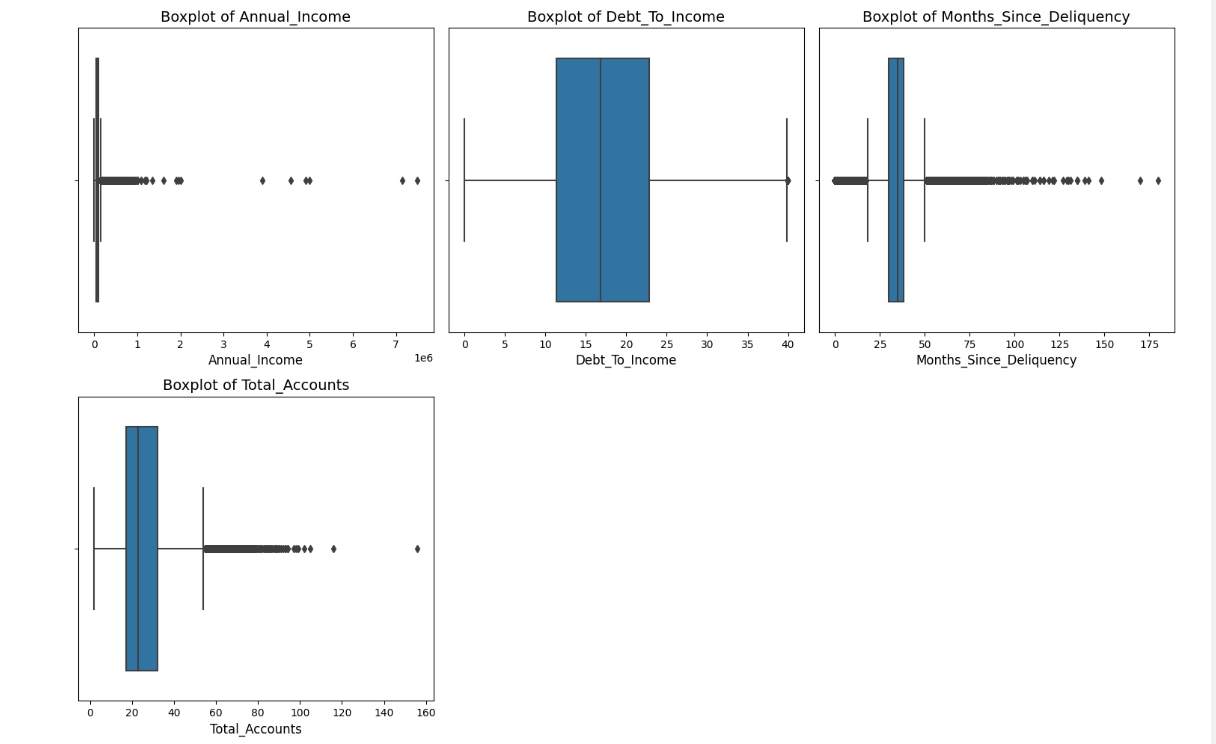 Boxplot of Annual_Income
0 1 2 3 4 5 6 7
1e6
Annual_Income
Boxplot of Debt_To_Income
0 5 10 15 20 25 30 35 40
Debt_To_Income
Boxplot of Months_Since_Deliquency
0 25 50 75 100 125 150 175
Months_Since_Deliquency
Boxplot of Total_Accounts
0 20 40 60 80 100 120 140 160
Total_Accounts